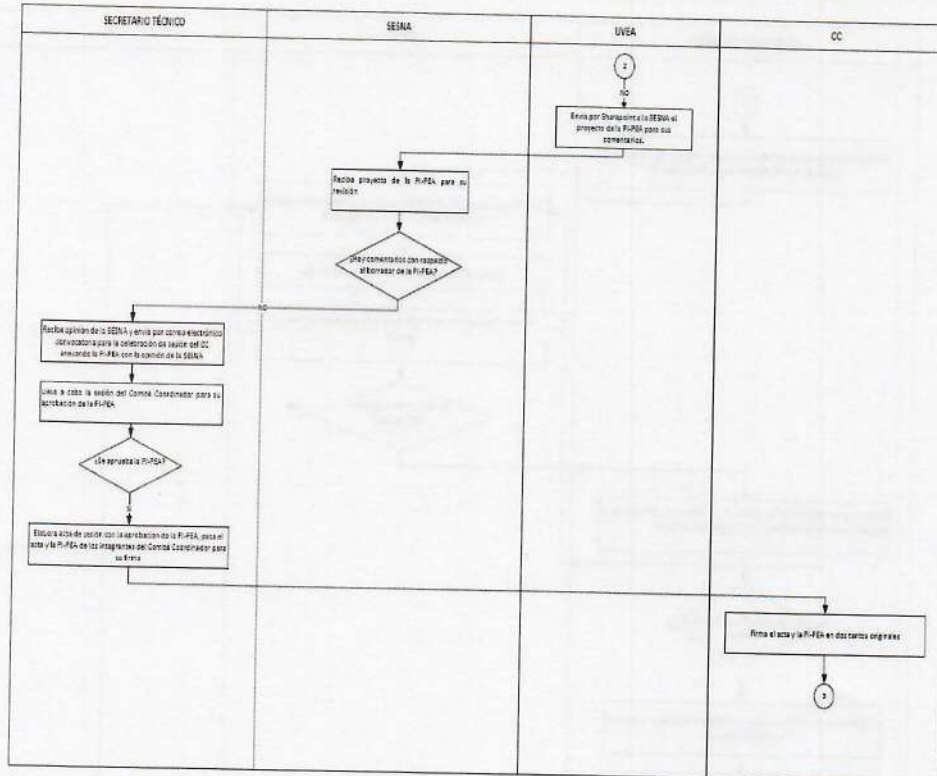 SECRETARIO TÉCNICO
SESNA
UVEA
CC
2
NO
Envía por Sharepoint a la SESNA el
proyecto de la PI-PEA para sus
comentarios.
Recibe proyecto de la PI-PEA para su
revisión
¿Hay comentarios con respecto
al borrador de la PI-PEA?
NO
Recibe opinión de la SESNA y envía por correo electrónico
convocatoria para la celebración de sesión del CC
anexando la PI-PEA con la opinión de la SESNA
Lleva a cabo la sesión del Comité Coordinador para su
aprobación de la PI-PEA
¿Se aprueba la PI-PEA?
SI
Elabora acta de sesión con la aprobación de la PI-PEA, pasa el
acta y la PI-PEA de los integrantes del Comité Coordinador para
su firma
Firma el acta y la PI-PEA en dos tantos originales
3